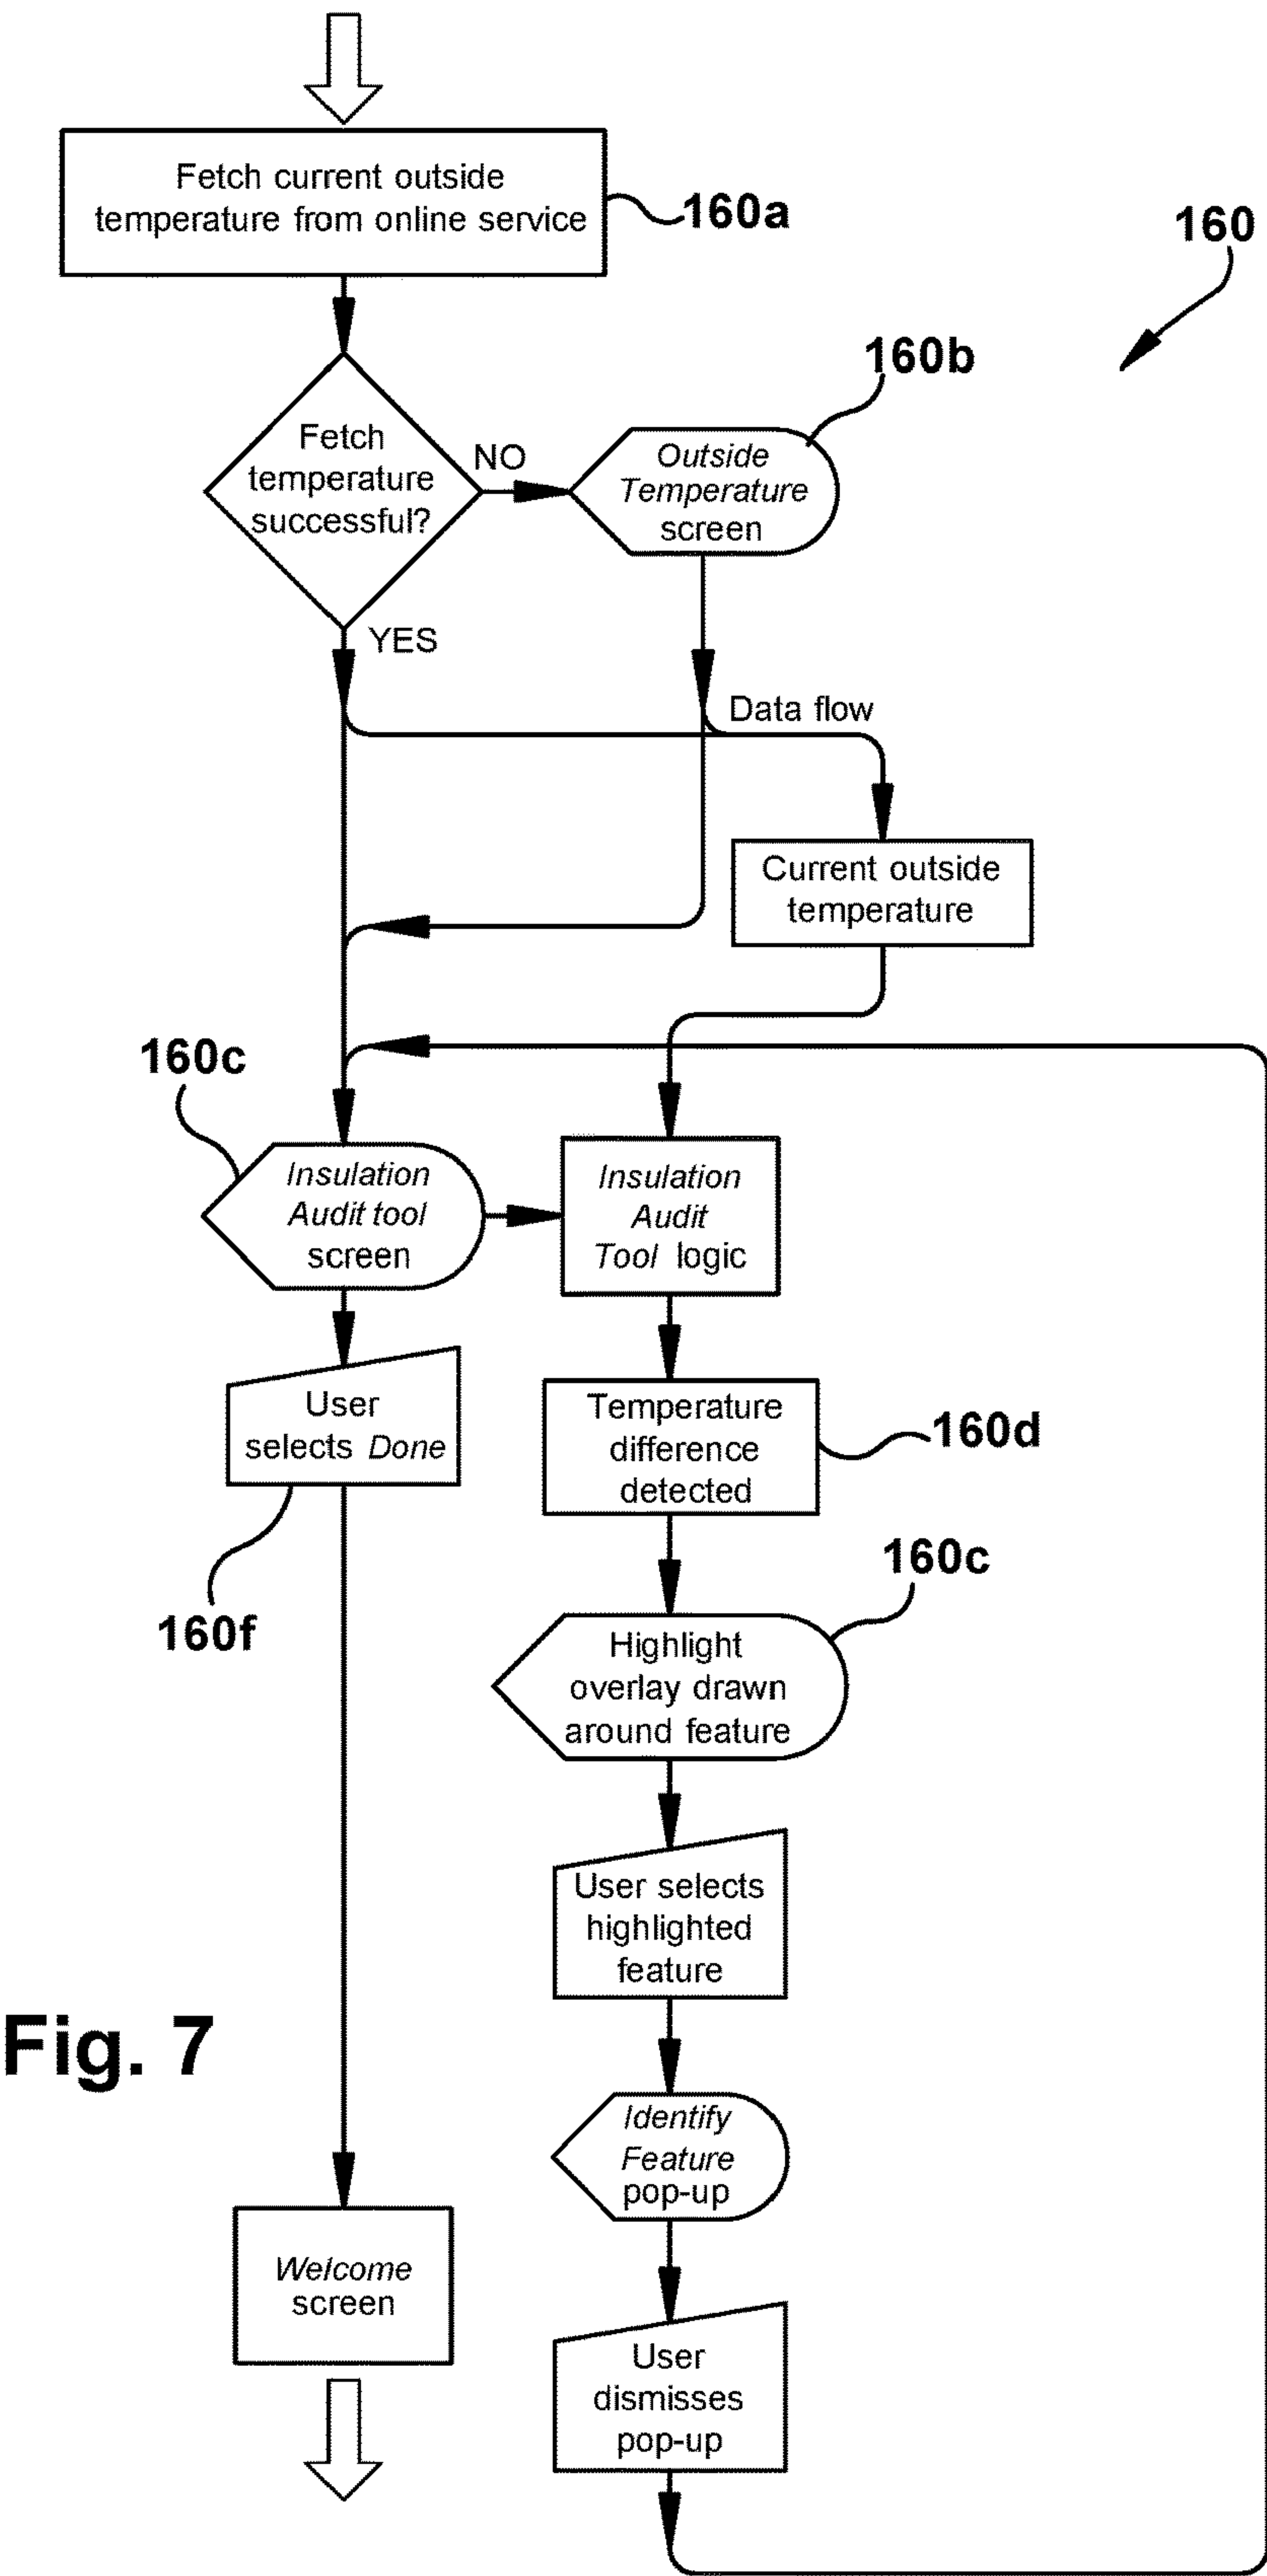 Fetch current outside
temperature from online service
160a
160
160b
Fetch
temperature
successful?
NO
Outside
Temperature
screen
YES
Data flow
Current outside
temperature
160c
Insulation
Audit tool
screen
Insulation
Audit
Tool logic
User
selects Done
160f
Temperature
difference
detected
160d
160c
Highlight
overlay drawn
around feature
User selects
highlighted
feature
Fig. 7
Identify
Feature
pop-up
Welcome
screen
User
dismisses
pop-up